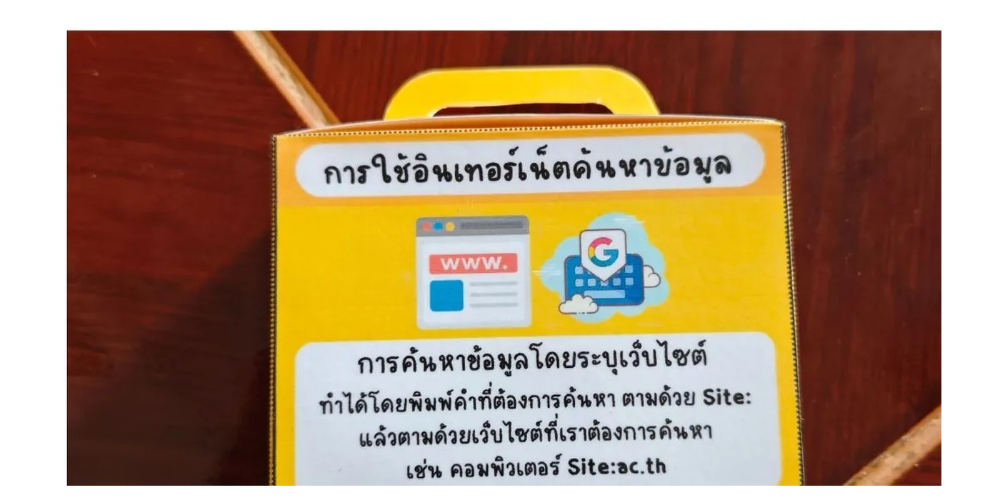 การใช้อินเทอร์เน็ตค้นหาข้อมูล
www.
G
การค้นหาข้อมูลโดยระบุเว็บไซต์
ทำได้โดยพิมพ์คำที่ต้องการค้นหา ตามด้วย Site:
แล้วตามด้วยเว็บไซต์ที่เราต้องการค้นหา
เช่น คอมพิวเตอร์ Site:ac.th